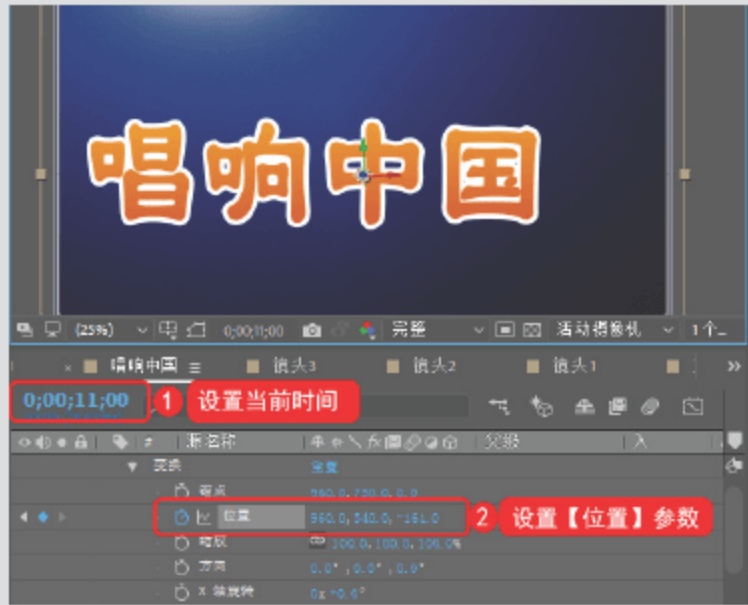 唱响中国
(25%) 0;00;11;00 完整 活动摄像机 1个...
唱响中国 镜头3 镜头2 镜头1
0;00;11;00 1 设置当前时间
# 源名称 父级 入
变换 重置
锚点 960.0,750.0,0.0
位置 960.0,540.0,-161.0 2 设置【位置】参数
缩放 100.0,100.0,100.0%
方向 0.0°,0.0°,0.0°
X 轴旋转 0x+0.0°